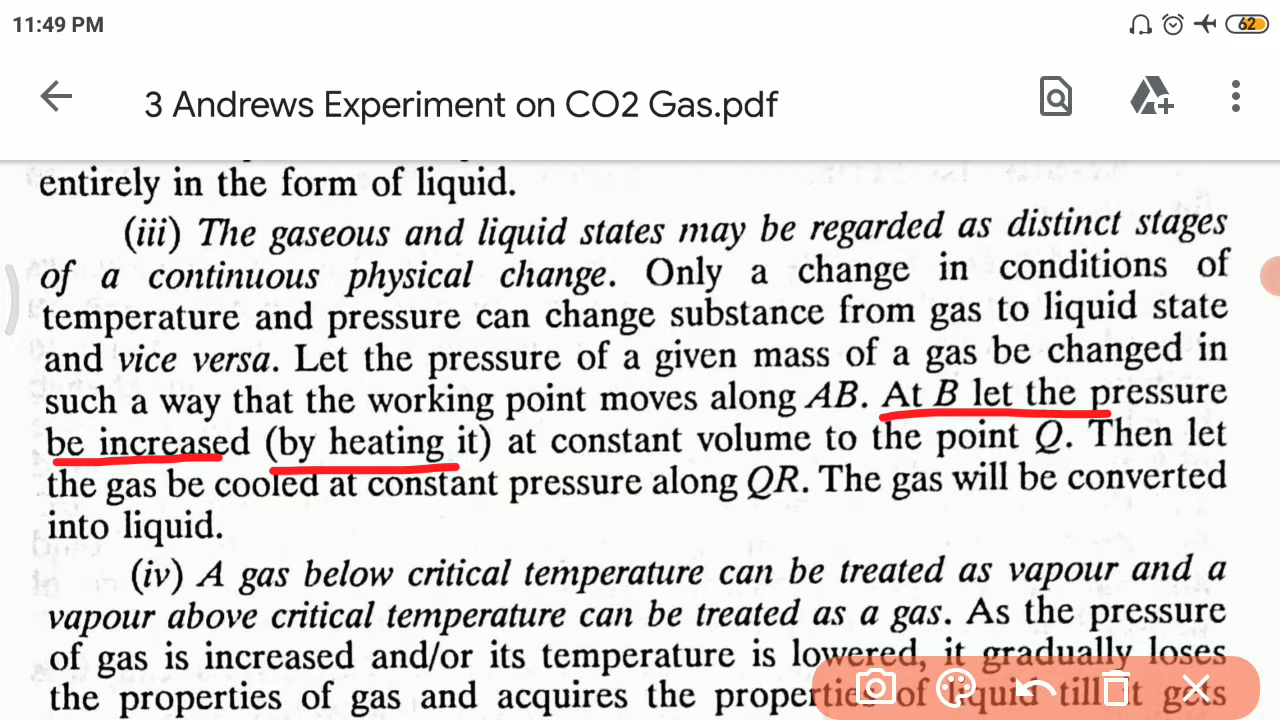 11:49 PM
62
3 Andrews Experiment on CO2 Gas.pdf
entirely in the form of liquid.
(iii) The gaseous and liquid states may be regarded as distinct stages
of a continuous physical change. Only a change in conditions of
temperature and pressure can change substance from gas to liquid state
and vice versa. Let the pressure of a given mass of a gas be changed in
such a way that the working point moves along AB. At B let the pressure
be increased (by heating it) at constant volume to the point Q. Then let
the gas be cooled at constant pressure along QR. The gas will be converted
into liquid.
(iv) A gas below critical temperature can be treated as vapour and a
vapour above critical temperature can be treated as a gas. As the pressure
of gas is increased and/or its temperature is lowered, it gradually loses
the properties of gas and acquires the properties of liquid till it gets